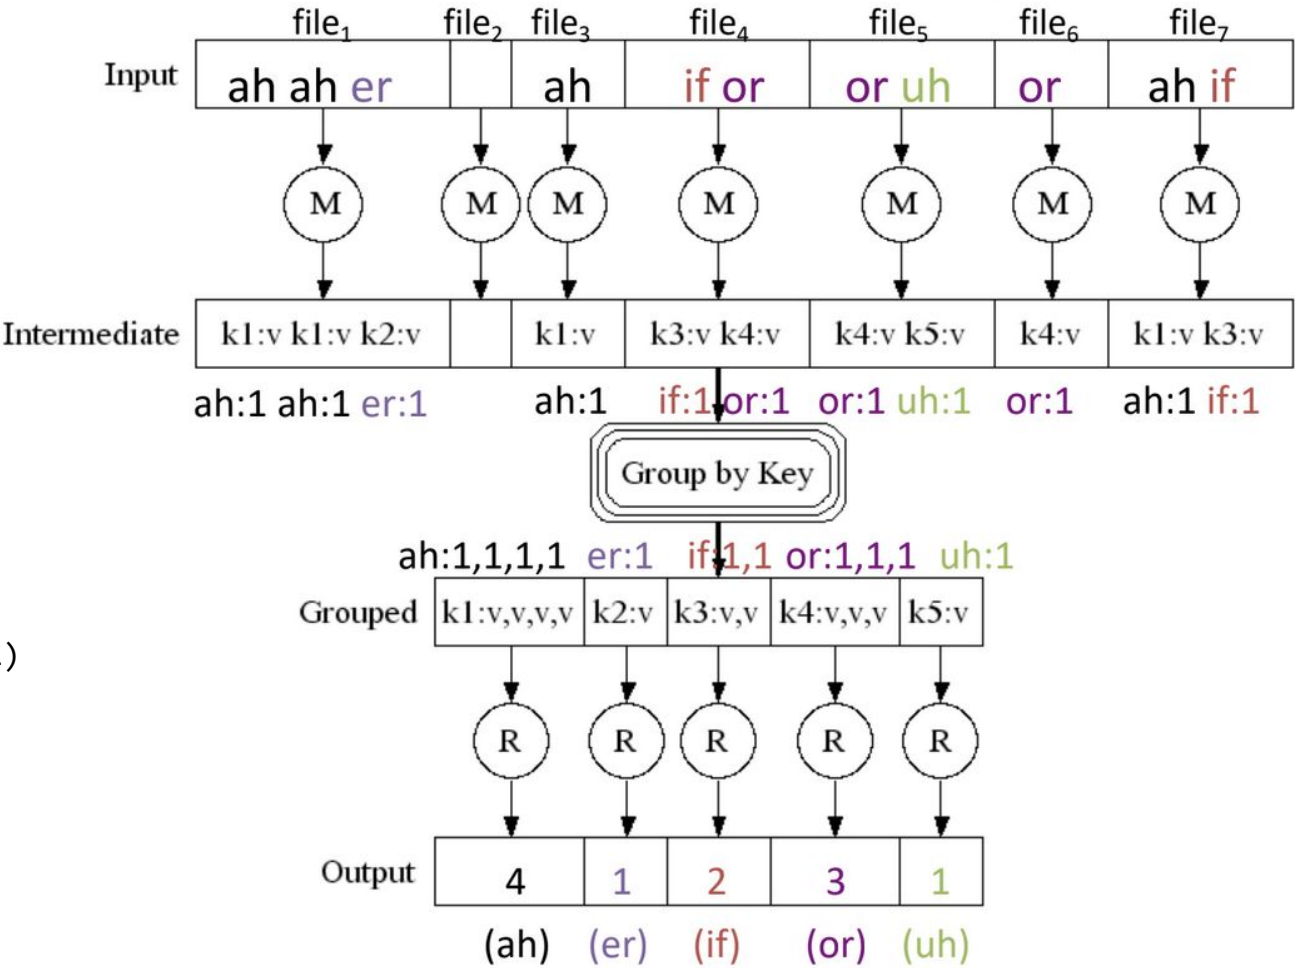 file1 file2 file3 file4 file5 file6 file7
Input ah ah er ah if or or uh or ah if
M M M M M M M
Intermediate k1:v k1:v k2:v k1:v k3:v k4:v k4:v k5:v k4:v k1:v k3:v
ah:1 ah:1 er:1 ah:1 if:1 or:1 or:1 uh:1 or:1 ah:1 if:1
Group by Key
ah:1,1,1,1 er:1 if:1,1 or:1,1,1 uh:1
Grouped k1:v,v,v,v k2:v k3:v,v k4:v,v,v k5:v
)
R R R R R
Output 4 1 2 3 1
(ah) (er) (if) (or) (uh)